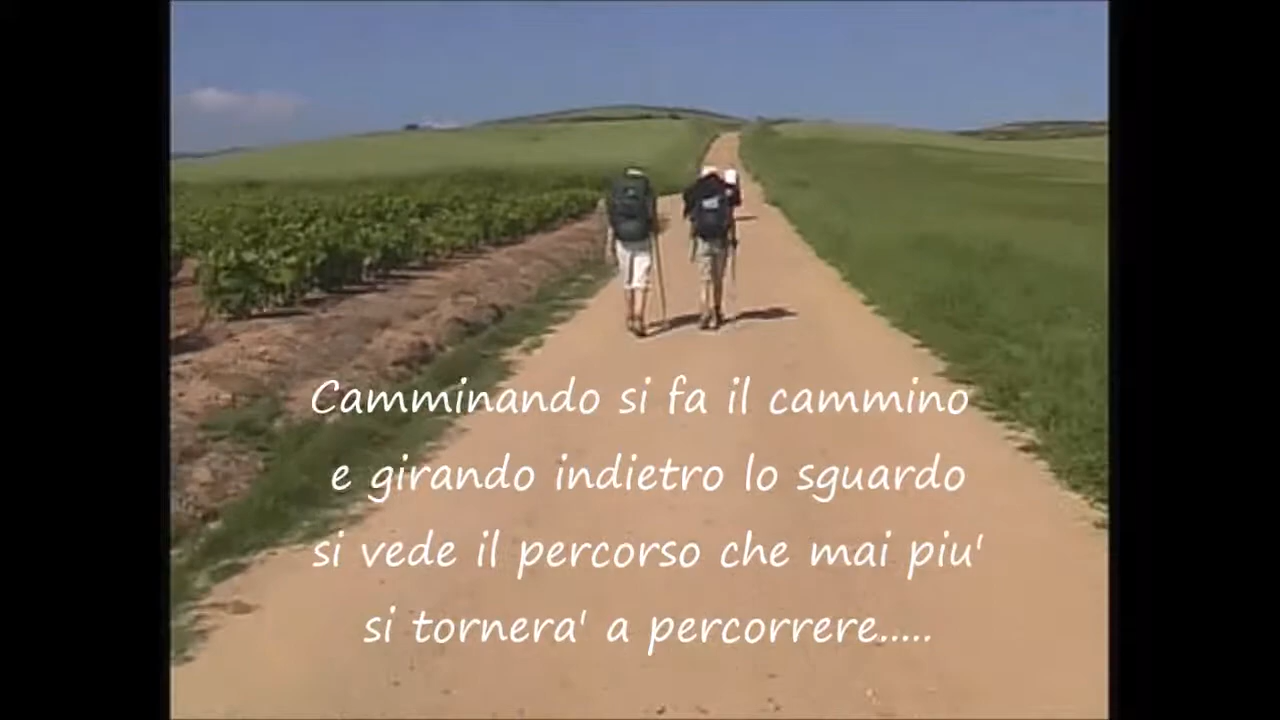 Camminando si fa il cammino
e girando indietro lo sguardo
si vede il percorso che mai piu'
si tornera' a percorrere.....